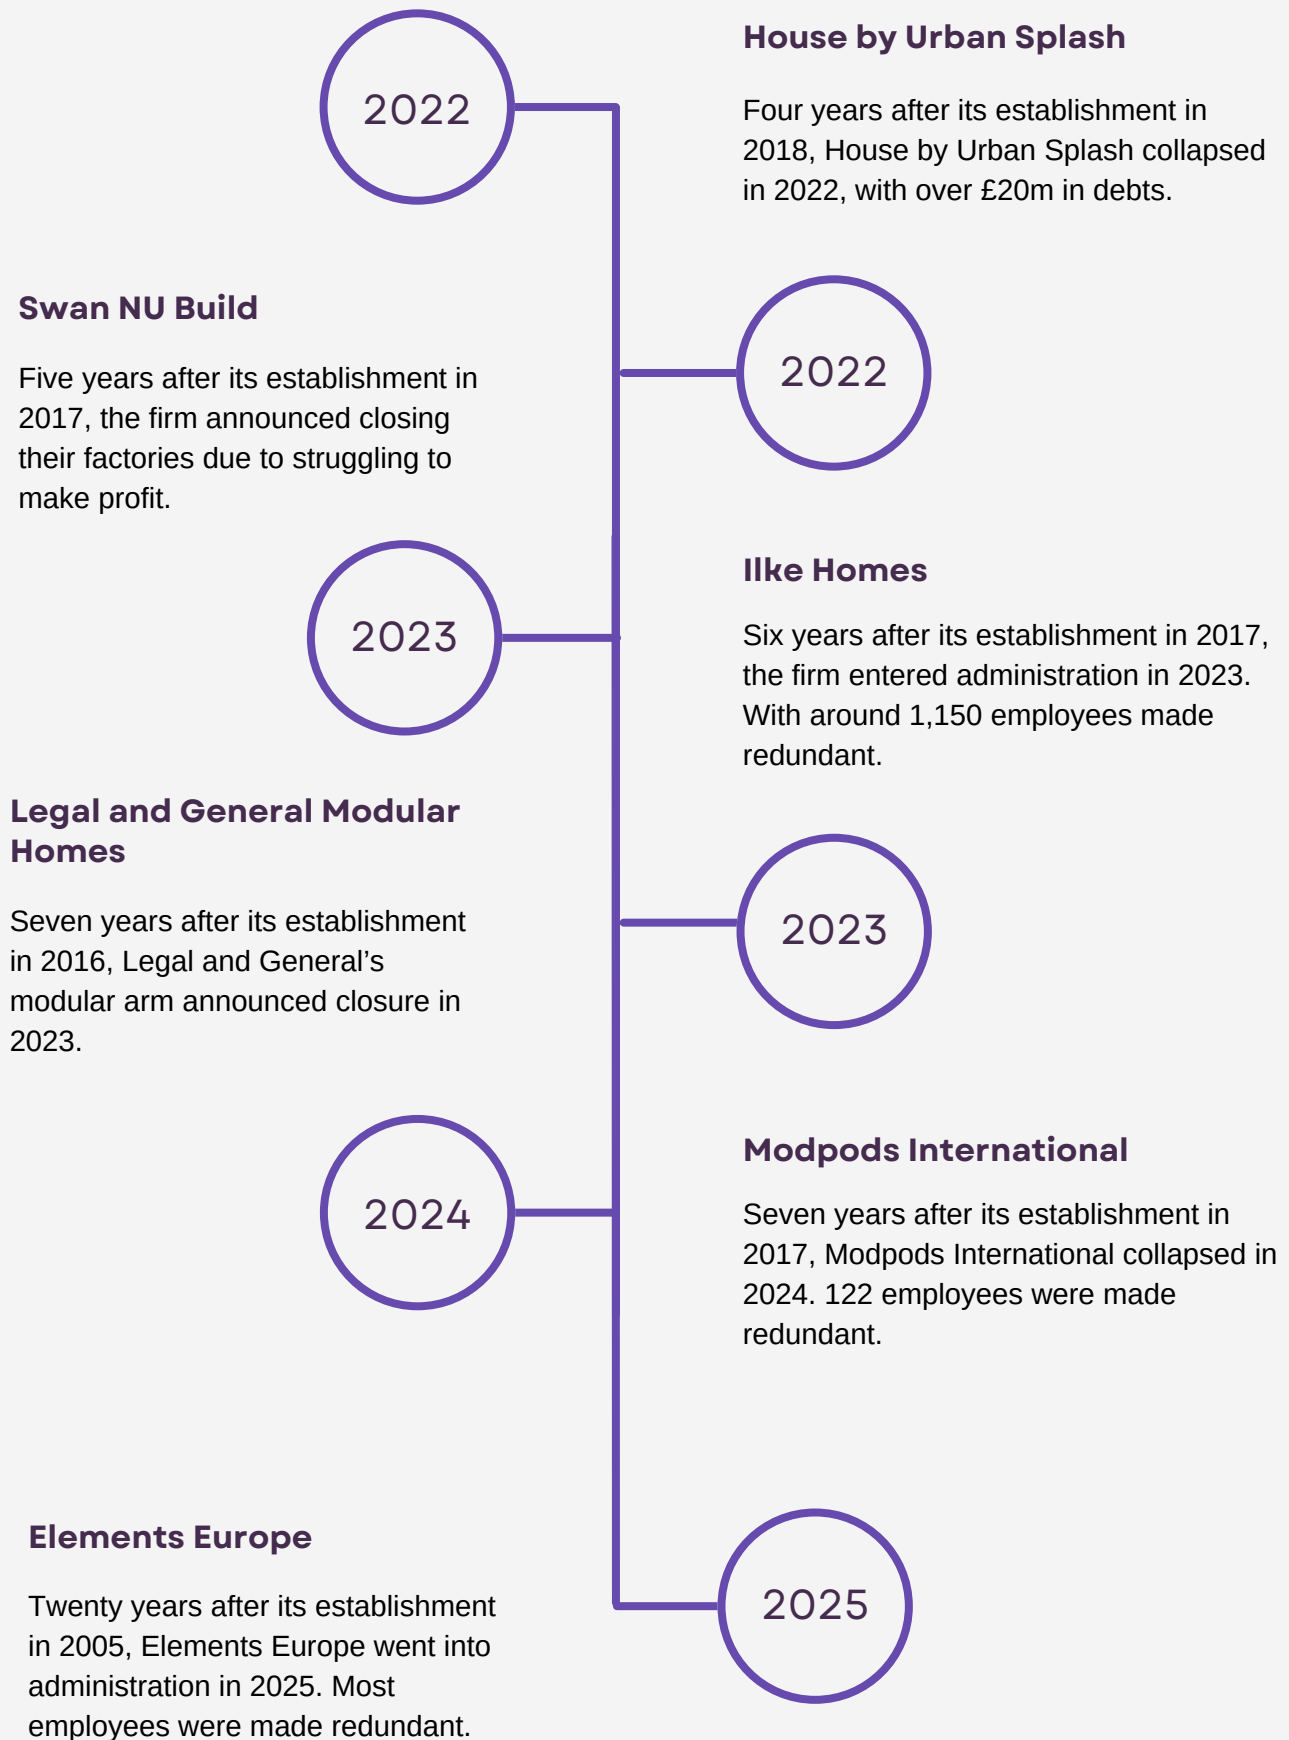 2022
House by Urban Splash
Four years after its establishment in
2018, House by Urban Splash collapsed
in 2022, with over £20m in debts.
Swan NU Build
Five years after its establishment in
2017, the firm announced closing
their factories due to struggling to
make profit.
2022
2023
Ilke Homes
Six years after its establishment in 2017,
the firm entered administration in 2023.
With around 1,150 employees made
redundant.
Legal and General Modular
Homes
Seven years after its establishment
in 2016, Legal and General’s
modular arm announced closure in
2023.
2023
2024
Modpods International
Seven years after its establishment in
2017, Modpods International collapsed in
2024. 122 employees were made
redundant.
Elements Europe
Twenty years after its establishment
in 2005, Elements Europe went into
administration in 2025. Most
employees were made redundant.
2025